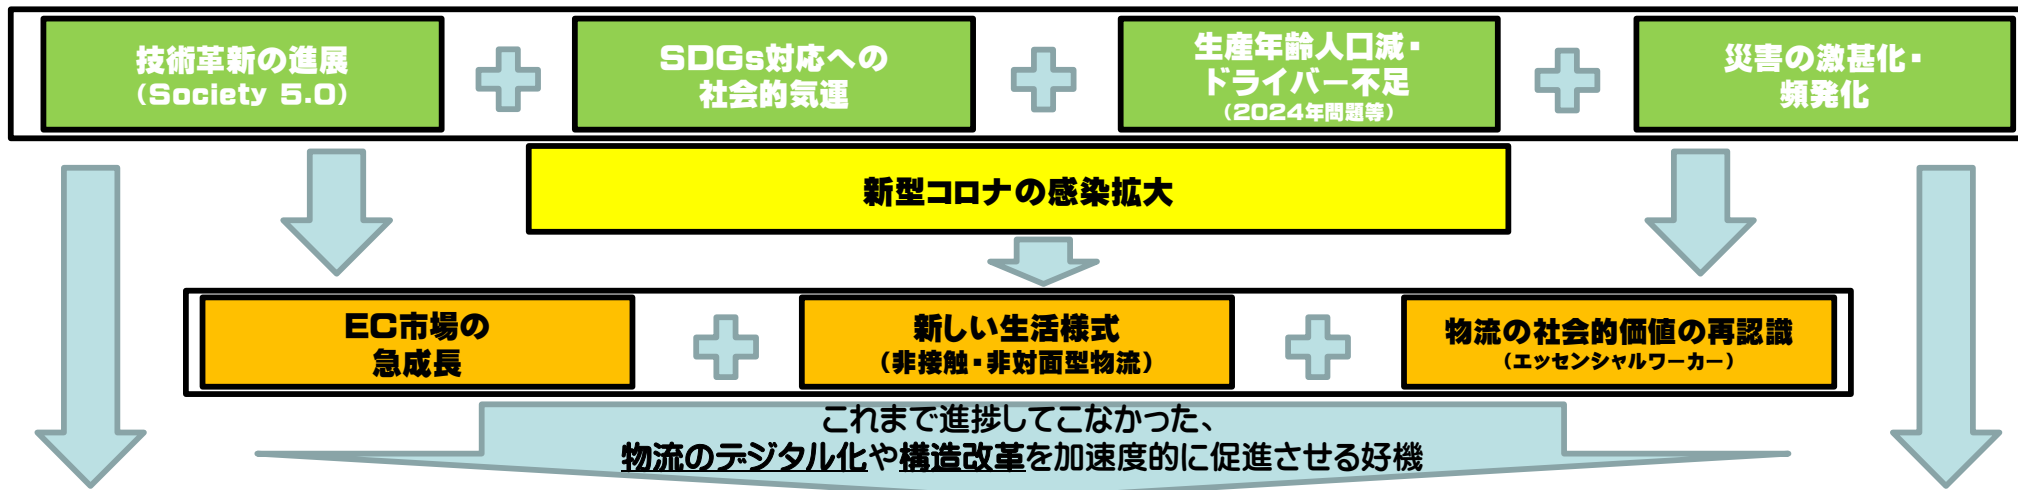 技術革新の進展
（Society 5.0）
SDGs対応への
社会的気運
生産年齢人口減・
ドライバー不足
（2024年問題等）
災害の激甚化・
頻発化
新型コロナの感染拡大
EC市場の
急成長
新しい生活様式
（非接触・非対面型物流）
物流の社会的価値の再認識
（エッセンシャルワーカー）
これまで進捗してこなかった、
物流のデジタル化や構造改革を加速度的に促進させる好機